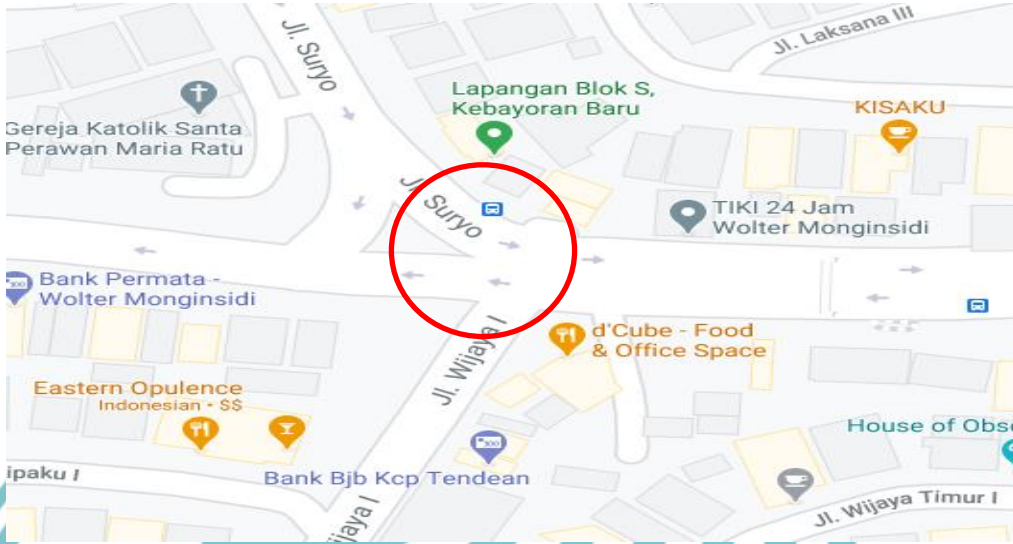 Jl. Suryo
Jl. Laksana III
Lapangan Blok S,
Kebayoran Baru
KISAKU
Gereja Katolik Santa
Perawan Maria Ratu
Jl. Suryo
TIKI 24 Jam
Wolter Monginsidi
Bank Permata -
Wolter Monginsidi
d'Cube - Food
& Office Space
Jl. Wijaya I
Eastern Opulence
Indonesian • $$
House of Obs
Bank Bjb Kcp Tendean
ipaku I
Jl. Wijaya Timur I
ijaya I